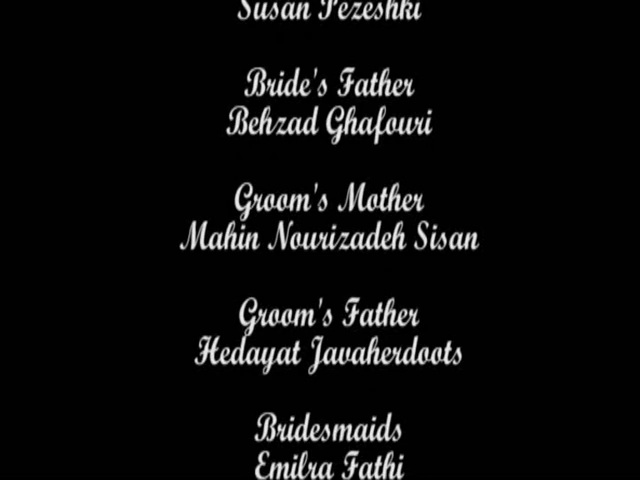 Susan Pezeshki
Bride's Father
Behzad Ghafouri
Groom's Mother
Mahin Nourizadeh Sisan
Groom's Father
Hedayat Javaherdoots
Bridesmaids
Emilra Fathi